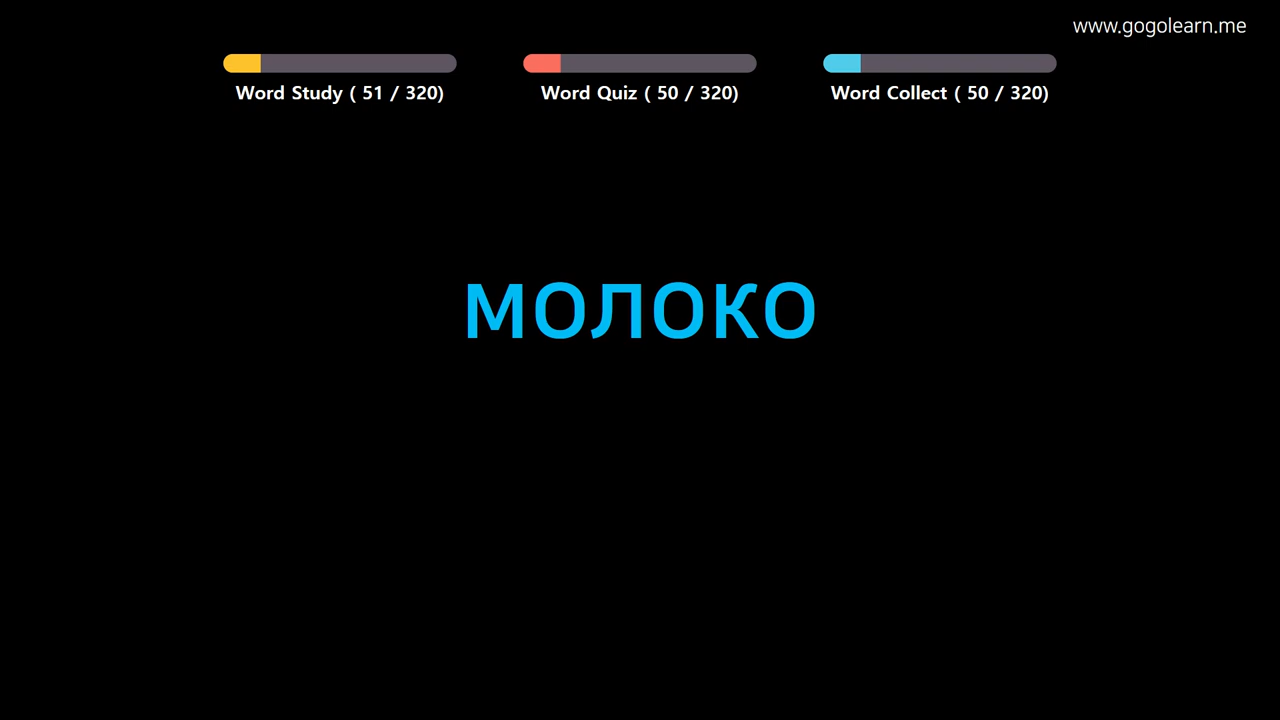 www.gogolearn.me
Word Study ( 51 / 320)
Word Quiz ( 50 / 320)
Word Collect ( 50 / 320)
МОЛОКО